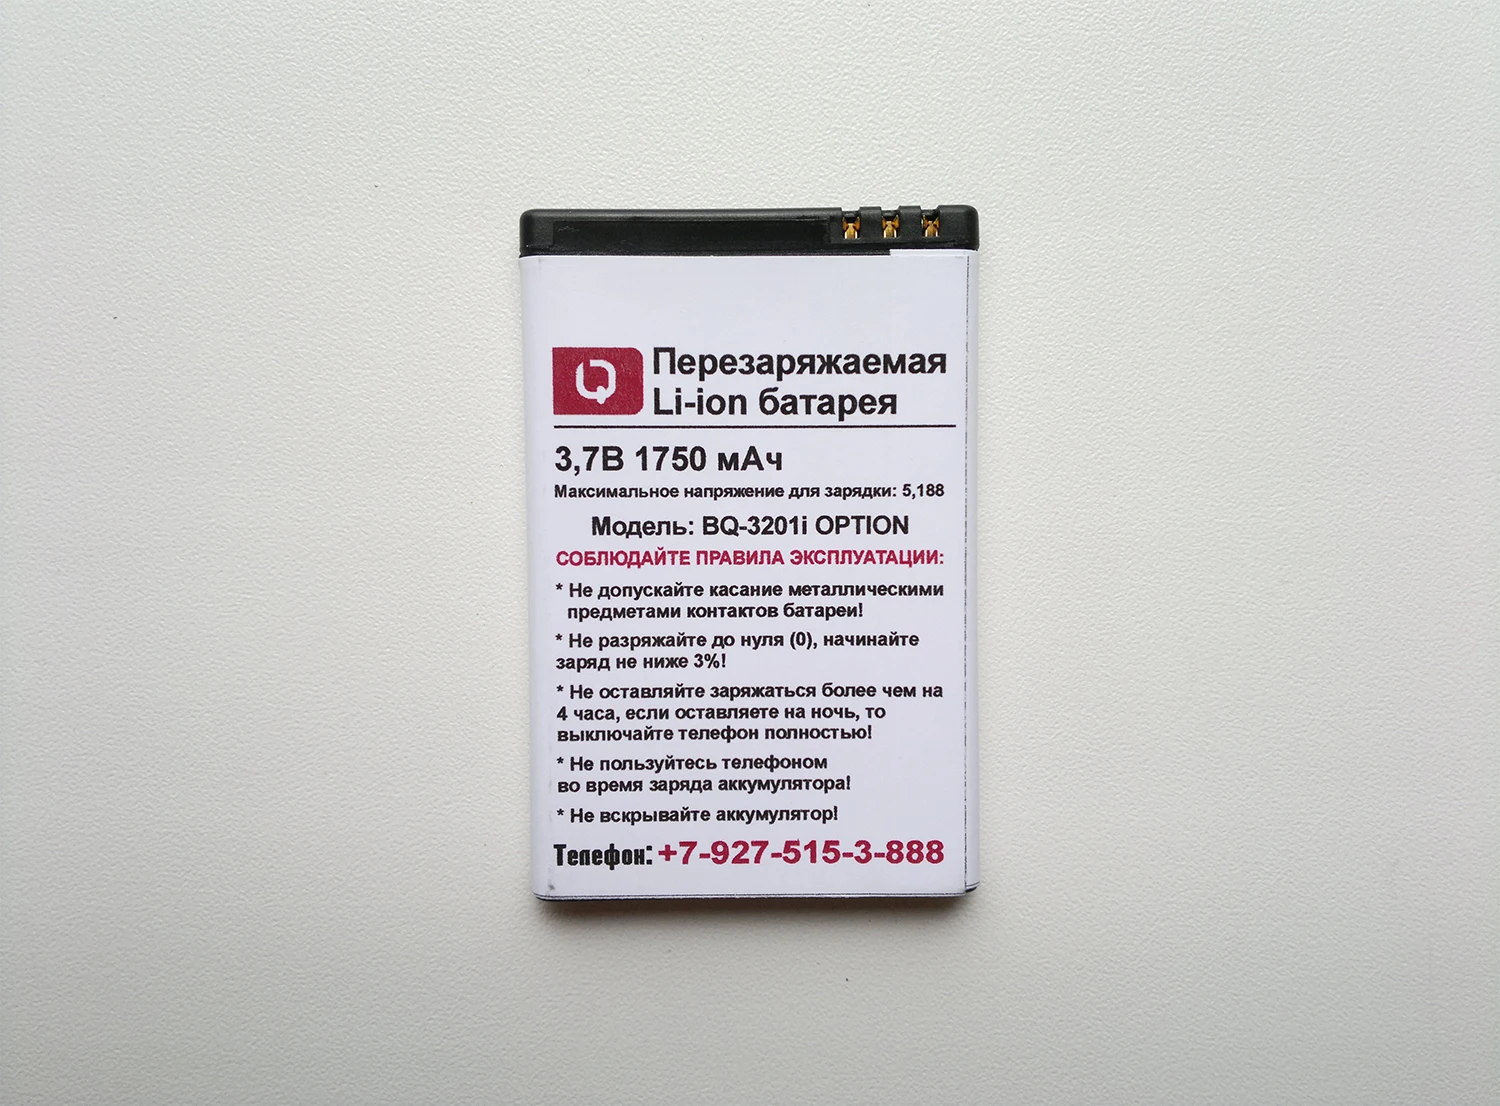 Перезаряжаемая
Li-ion батарея
3,7В 1750 мАч
Максимальное напряжение для зарядки: 5,188
Модель: BQ-3201i OPTION
СОБЛЮДАЙТЕ ПРАВИЛА ЭКСПЛУАТАЦИИ:
* Не допускайте касание металлическими
предметами контактов батареи!
* Не разряжайте до нуля (0), начинайте
заряд не ниже 3%!
* Не оставляйте заряжаться более чем на
4 часа, если оставляете на ночь, то
выключайте телефон полностью!
* Не пользуйтесь телефоном
во время заряда аккумулятора!
* Не вскрывайте аккумулятор!
Телефон: +7-927-515-3-888